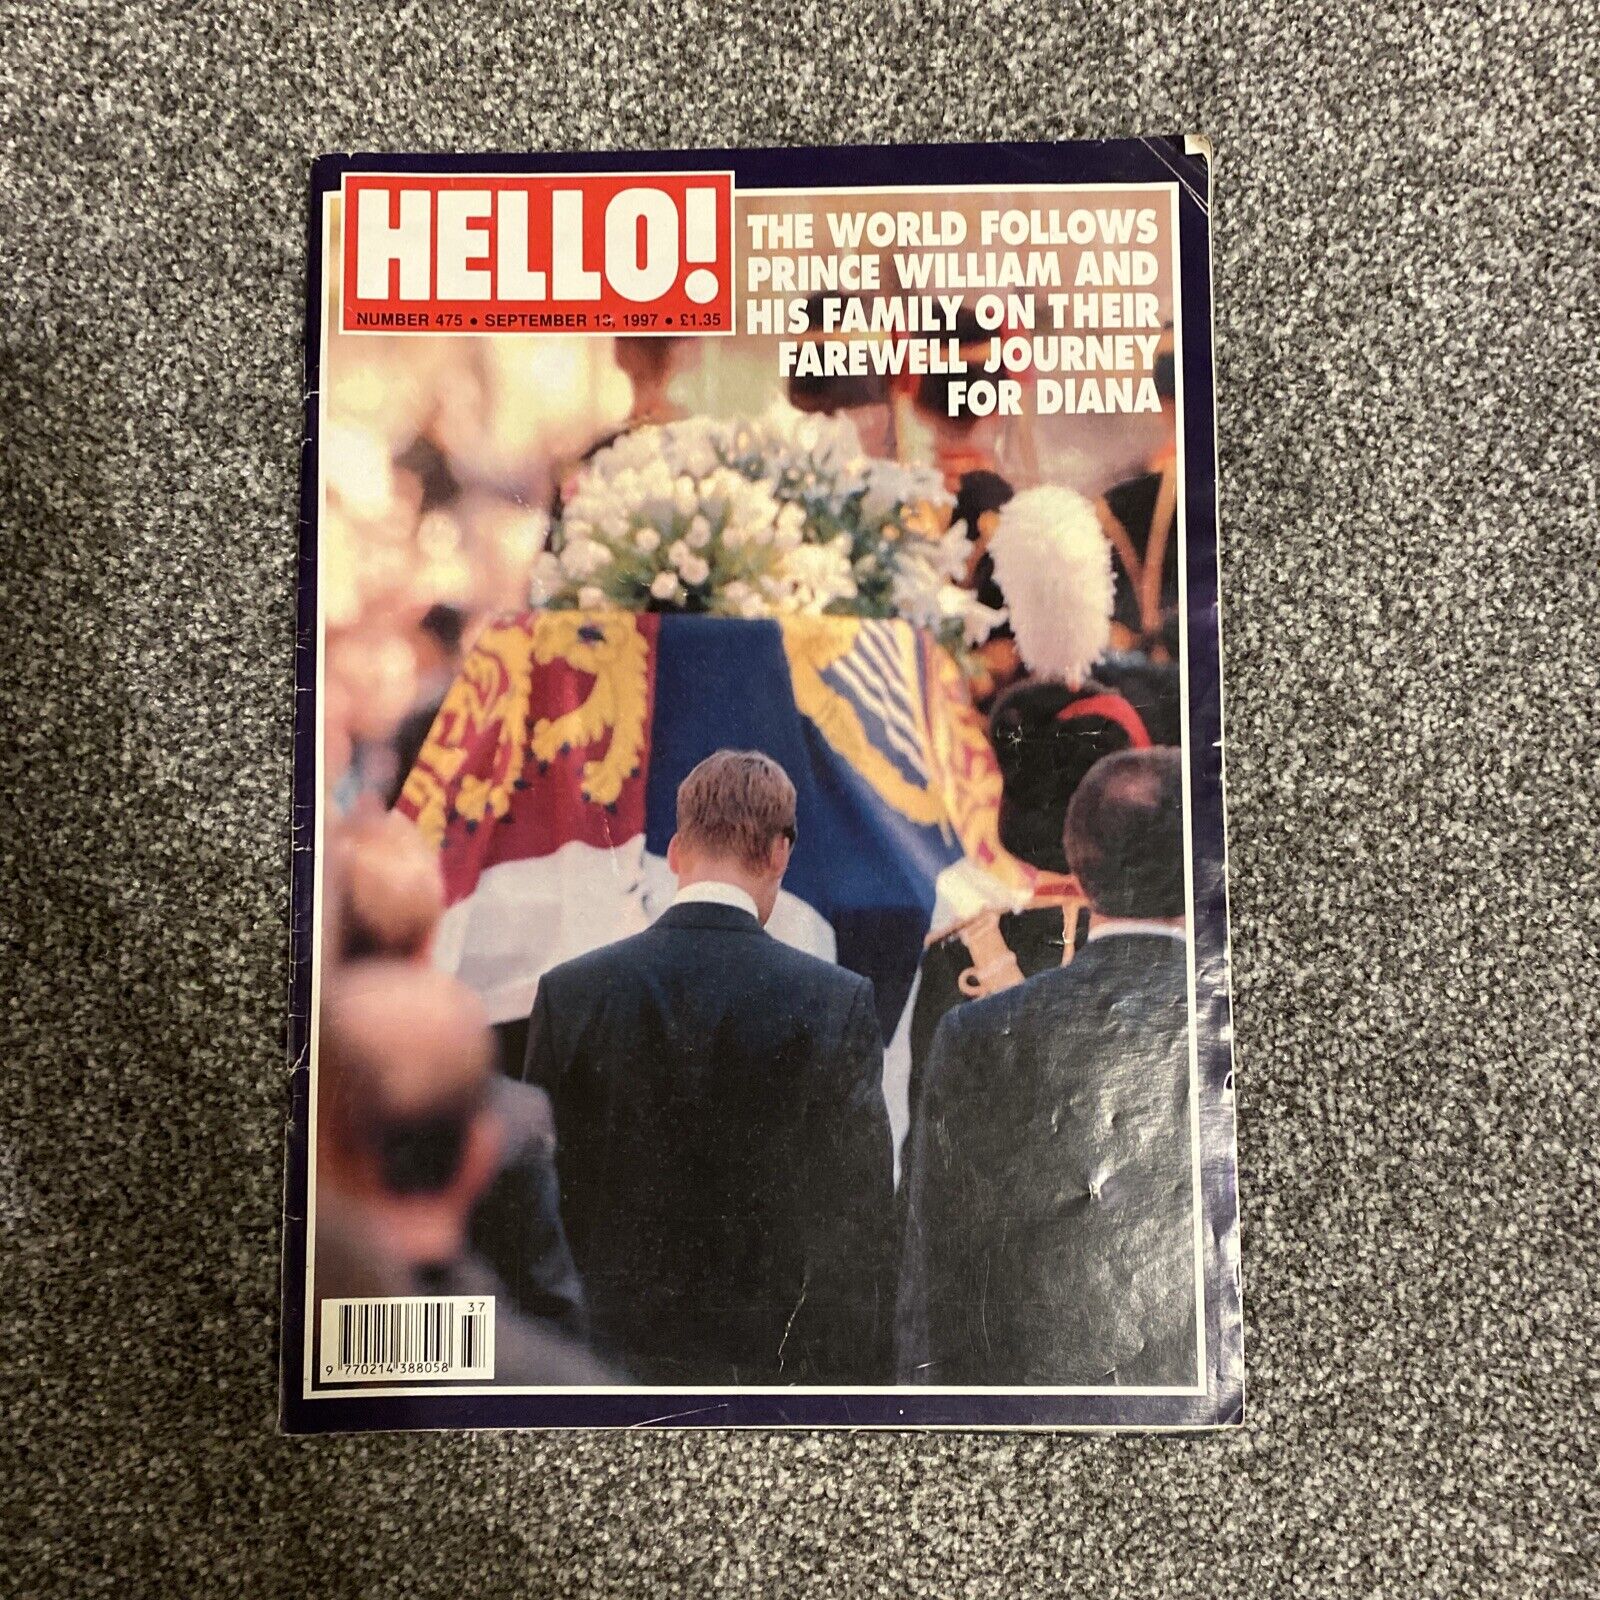 HELLO!
NUMBER 475 • SEPTEMBER 13, 1997 • £1.35
THE WORLD FOLLOWS
PRINCE WILLIAM AND
HIS FAMILY ON THEIR
FAREWELL JOURNEY
FOR DIANA
37
9 770214 388058